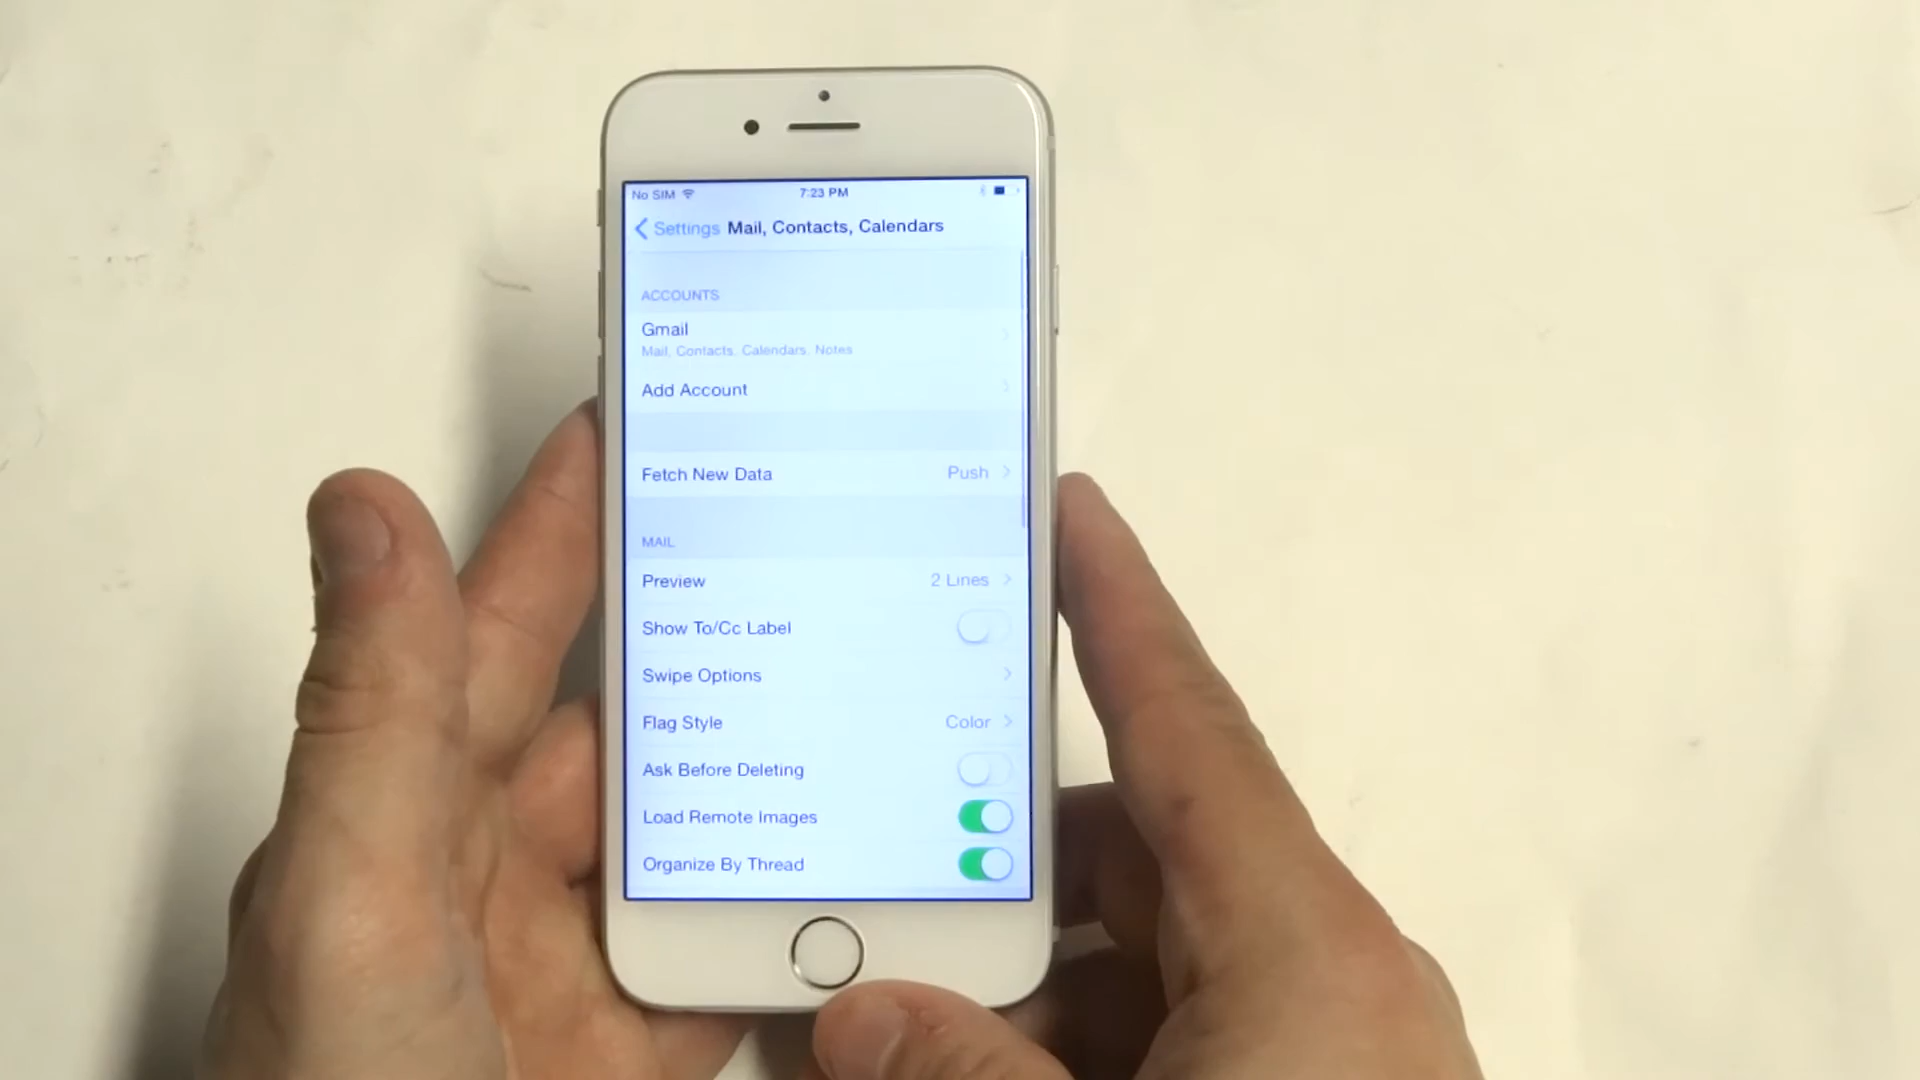 No SIM 7:23 PM
Settings Mail, Contacts, Calendars
ACCOUNTS
Gmail
Mail, Contacts, Calendars, Notes
Add Account
Fetch New Data Push
MAIL
Preview 2 Lines
Show To/Cc Label
Swipe Options
Flag Style Color
Ask Before Deleting
Load Remote Images
Organize By Thread